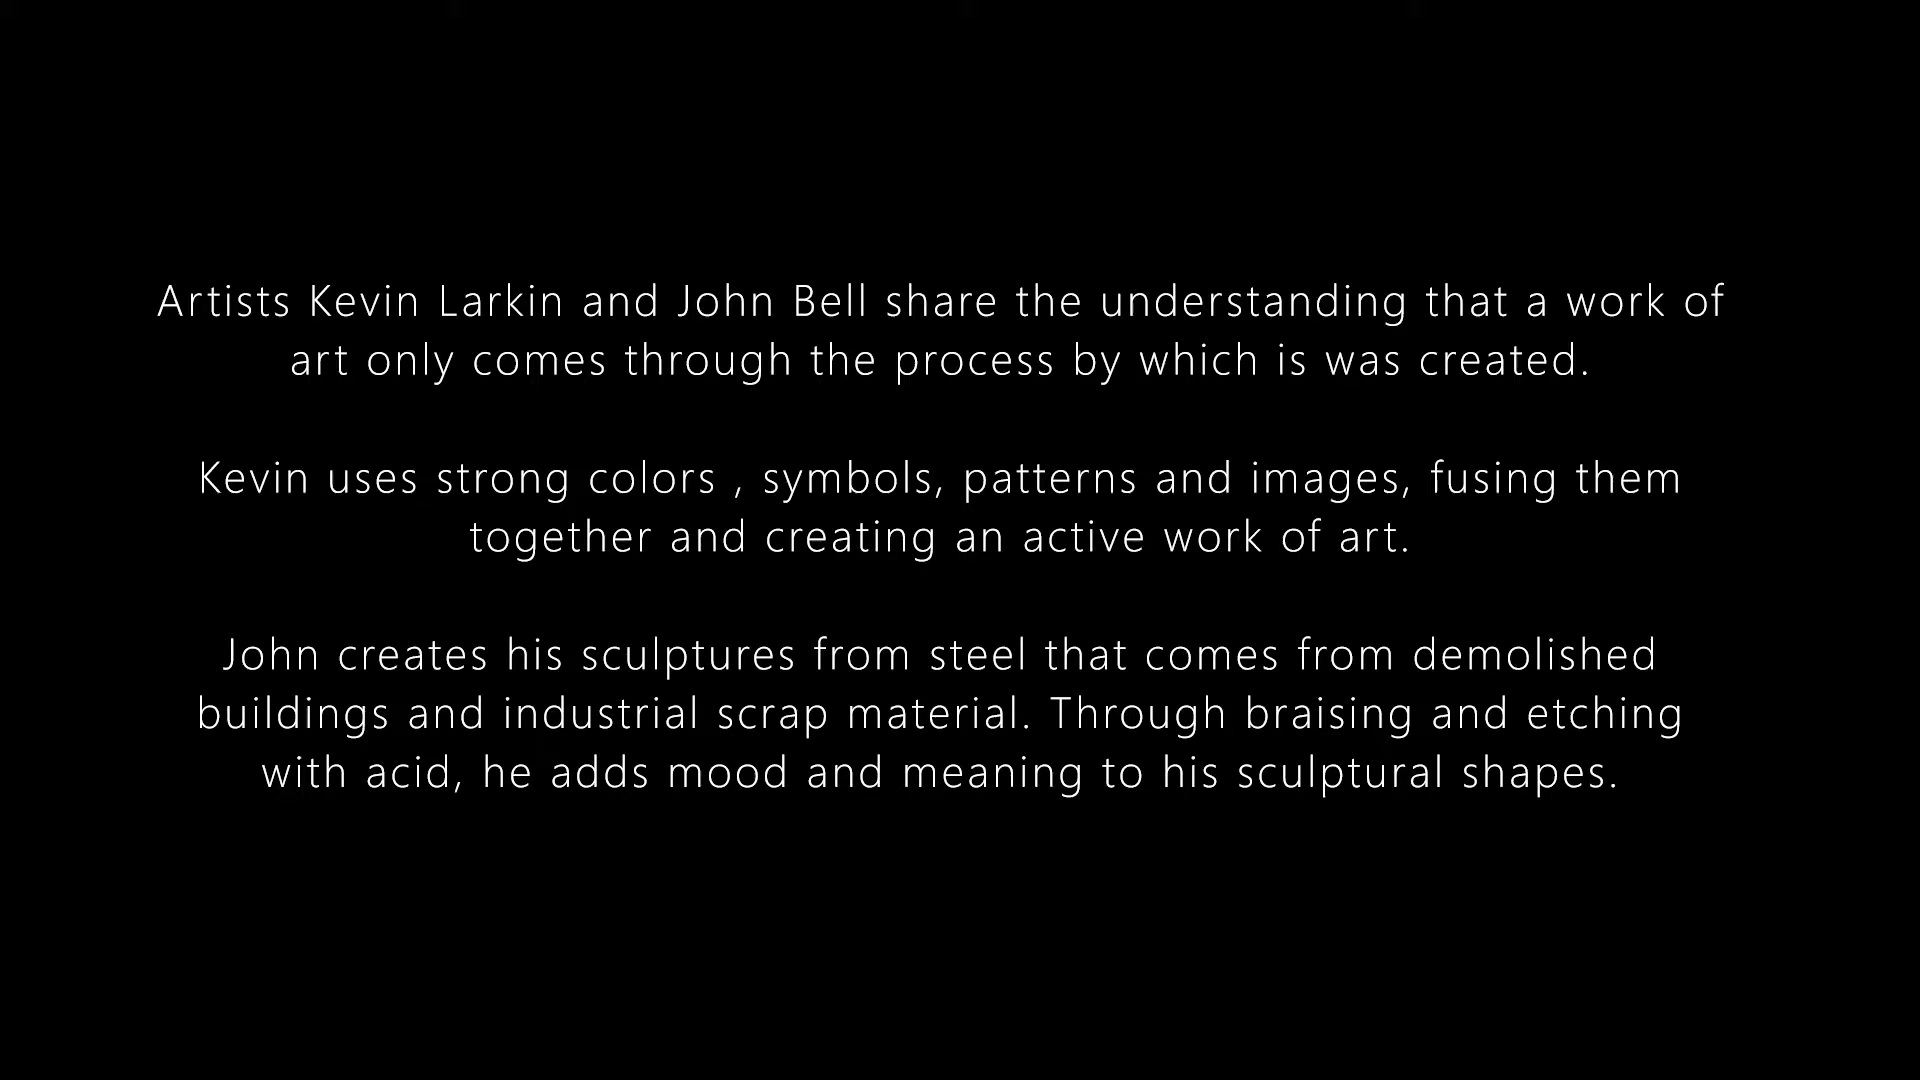 Artists Kevin Larkin and John Bell share the understanding that a work of
art only comes through the process by which is was created.
Kevin uses strong colors , symbols, patterns and images, fusing them
together and creating an active work of art.
John creates his sculptures from steel that comes from demolished
buildings and industrial scrap material. Through braising and etching
with acid, he adds mood and meaning to his sculptural shapes.